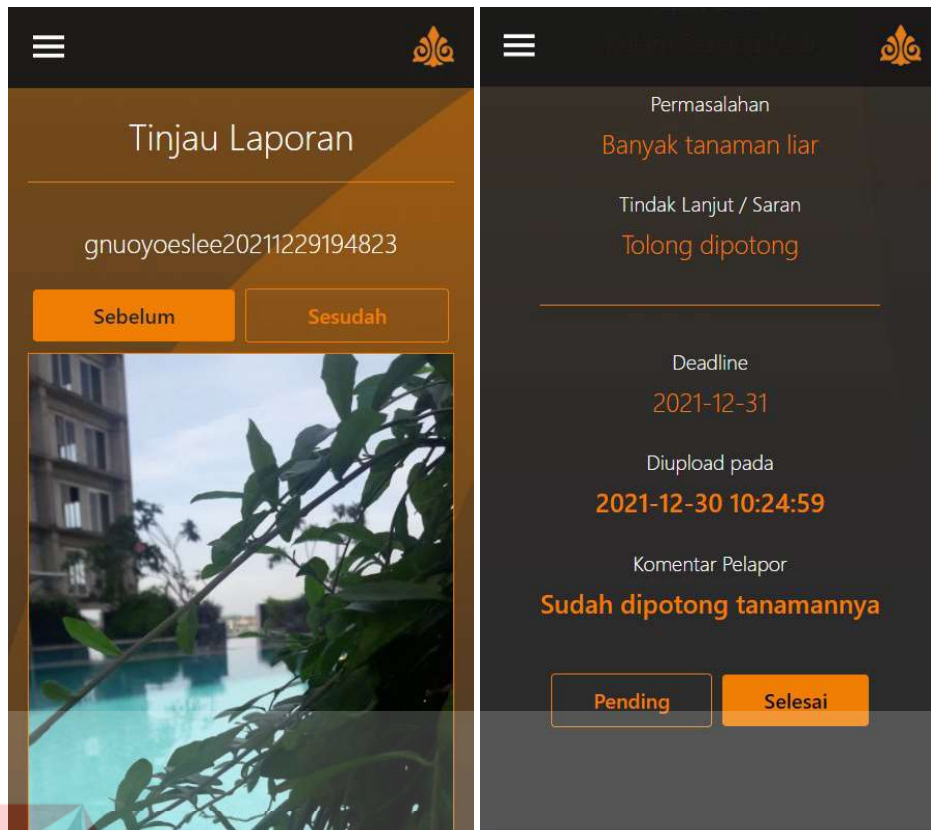 Tinjau Laporan
gnuoyoeslee20211229194823
Sebelum
Sesudah
Permasalahan
Banyak tanaman liar
Tindak Lanjut / Saran
Tolong dipotong
Deadline
2021-12-31
Diupload pada
2021-12-30 10:24:59
Komentar Pelapor
Sudah dipotong tanamannya
Pending
Selesai